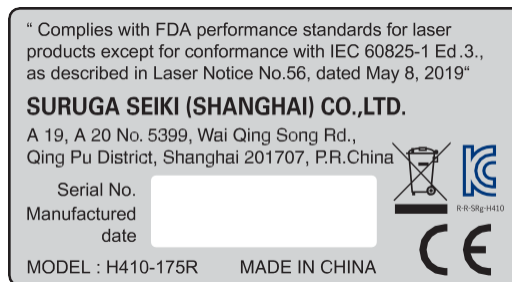 “ Complies with FDA performance standards for laser
products except for conformance with IEC 60825-1 Ed.3.,
as described in Laser Notice No.56, dated May 8, 2019“
SURUGA SEIKI (SHANGHAI) CO.,LTD.
A 19, A 20 No. 5399, Wai Qing Song Rd.,
Qing Pu District, Shanghai 201707, P.R.China
Serial No.
Manufactured
date
R-R-SRg-H410
MODEL : H410-175R MADE IN CHINA
CE